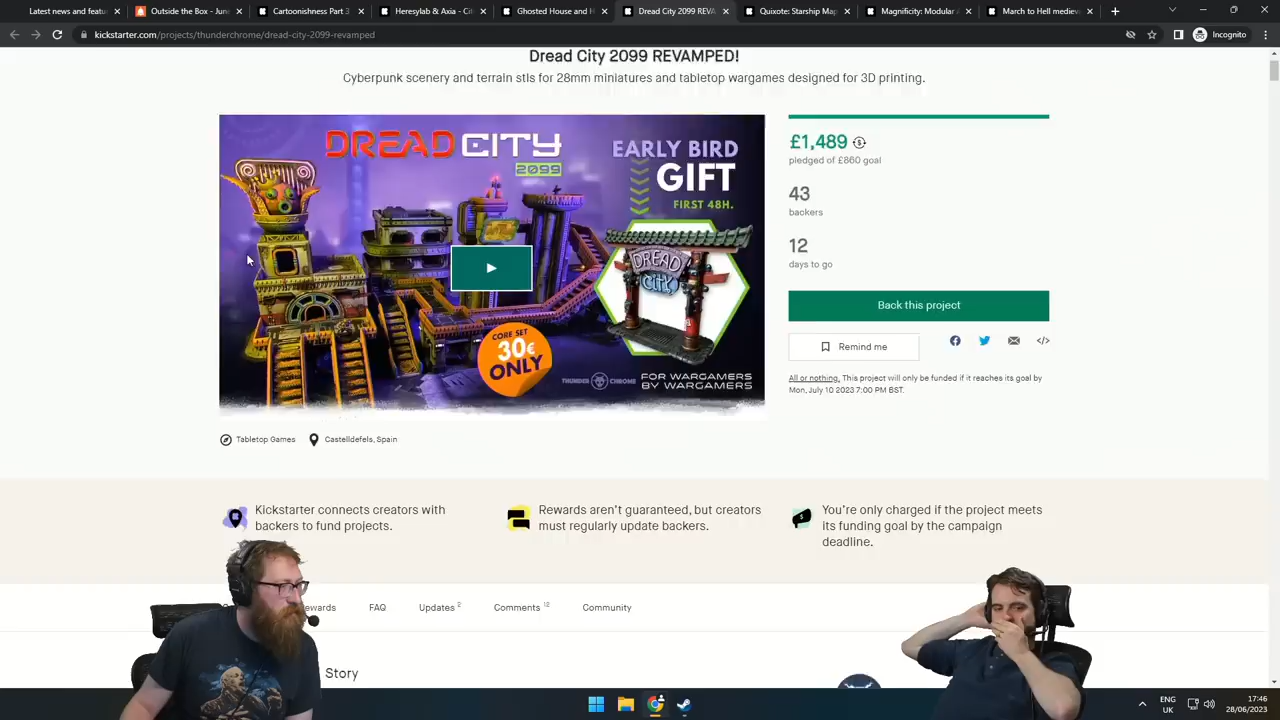 Latest news and featu
Outside the Box - June
Cartoonishness Part 3
Heresylab & Axia - Cit
Ghosted House and H
Dread City 2099 REVA
Quixote: Starship Map
Magnificity: Modular A
March to Hell mediev
kickstarter.com/projects/thunderchrome/dread-city-2099-revamped
Incognito
Dread City 2099 REVAMPED!
Cyberpunk scenery and terrain stls for 28mm miniatures and tabletop wargames designed for 3D printing.
DREAD CITY
2099
EARLY BIRD
GIFT
FIRST 48H.
DREAD
CITY
CORE SET
30€
ONLY
THUNDER CHROME
FOR WARGAMERS
BY WARGAMERS
£1,489
pledged of £860 goal
43
backers
12
days to go
Back this project
Remind me
All or nothing. This project will only be funded if it reaches its goal by
Mon, July 10 2023 7:00 PM BST.
Tabletop Games
Castelldefels, Spain
Kickstarter connects creators with
backers to fund projects.
Rewards aren't guaranteed, but creators
must regularly update backers.
You're only charged if the project meets
its funding goal by the campaign
deadline.
ewards
FAQ
Updates 2
Comments 12
Community
Story
ENG
UK
17:46
28/06/2023